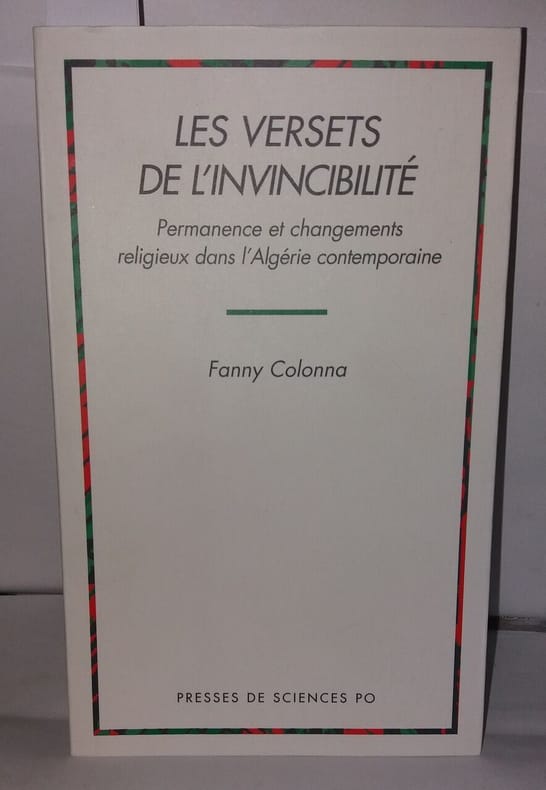 LES VERSETS
DE L'INVINCIBILITÉ
Permanence et changements
religieux dans l'Algérie contemporaine
Fanny Colonna
PRESSES DE SCIENCES PO